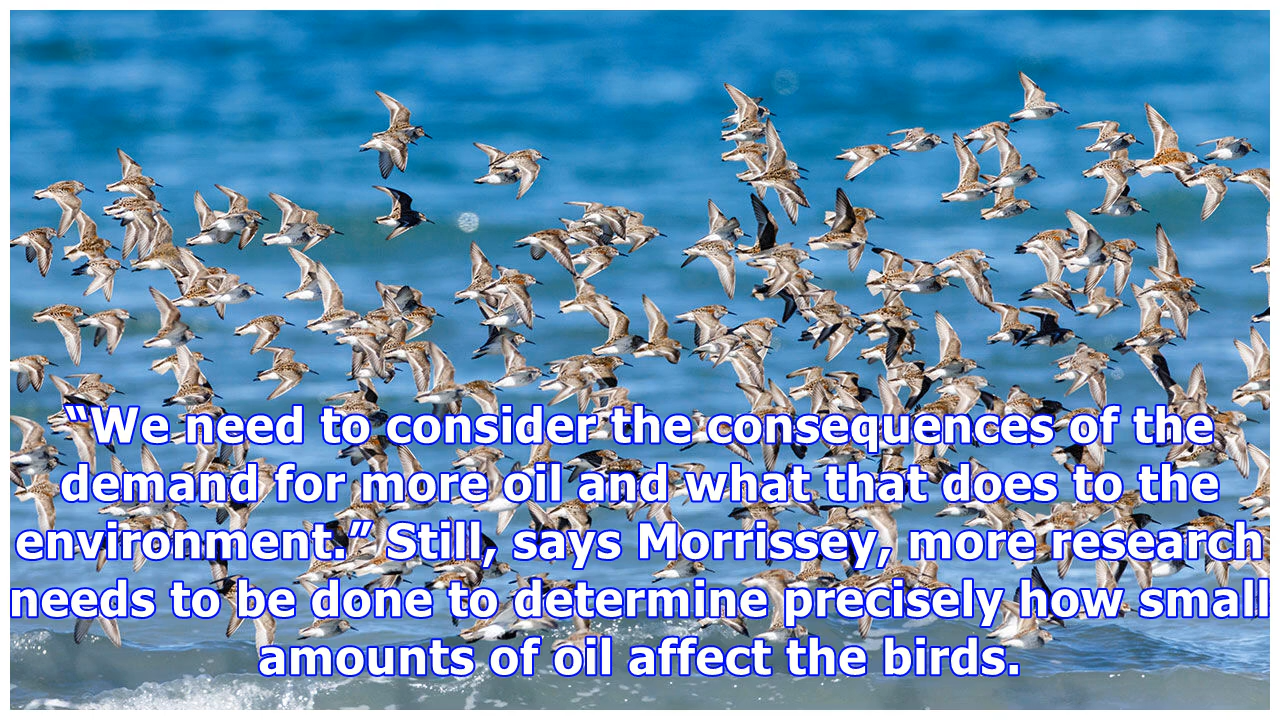 “We need to consider the consequences of the
demand for more oil and what that does to the
environment.” Still, says Morrissey, more research
needs to be done to determine precisely how small
amounts of oil affect the birds.